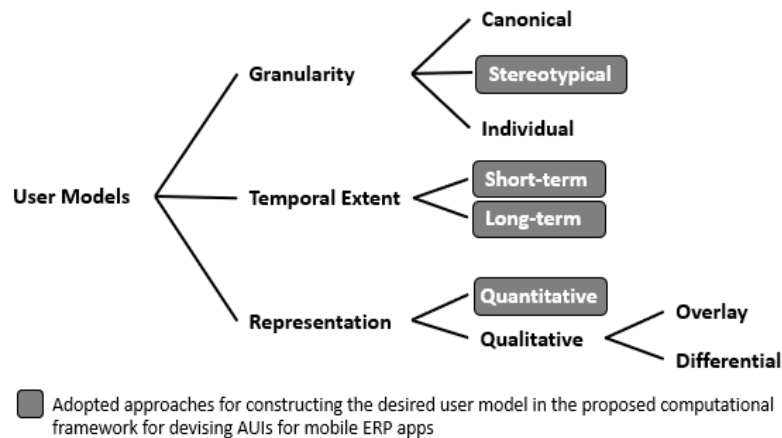 Canonical
Granularity
Stereotypical
Individual
Short-term
User Models
Temporal Extent
Long-term
Quantitative
Overlay
Representation
Qualitative
Differential
Adopted approaches for constructing the desired user model in the proposed computational
framework for devising AUIs for mobile ERP apps